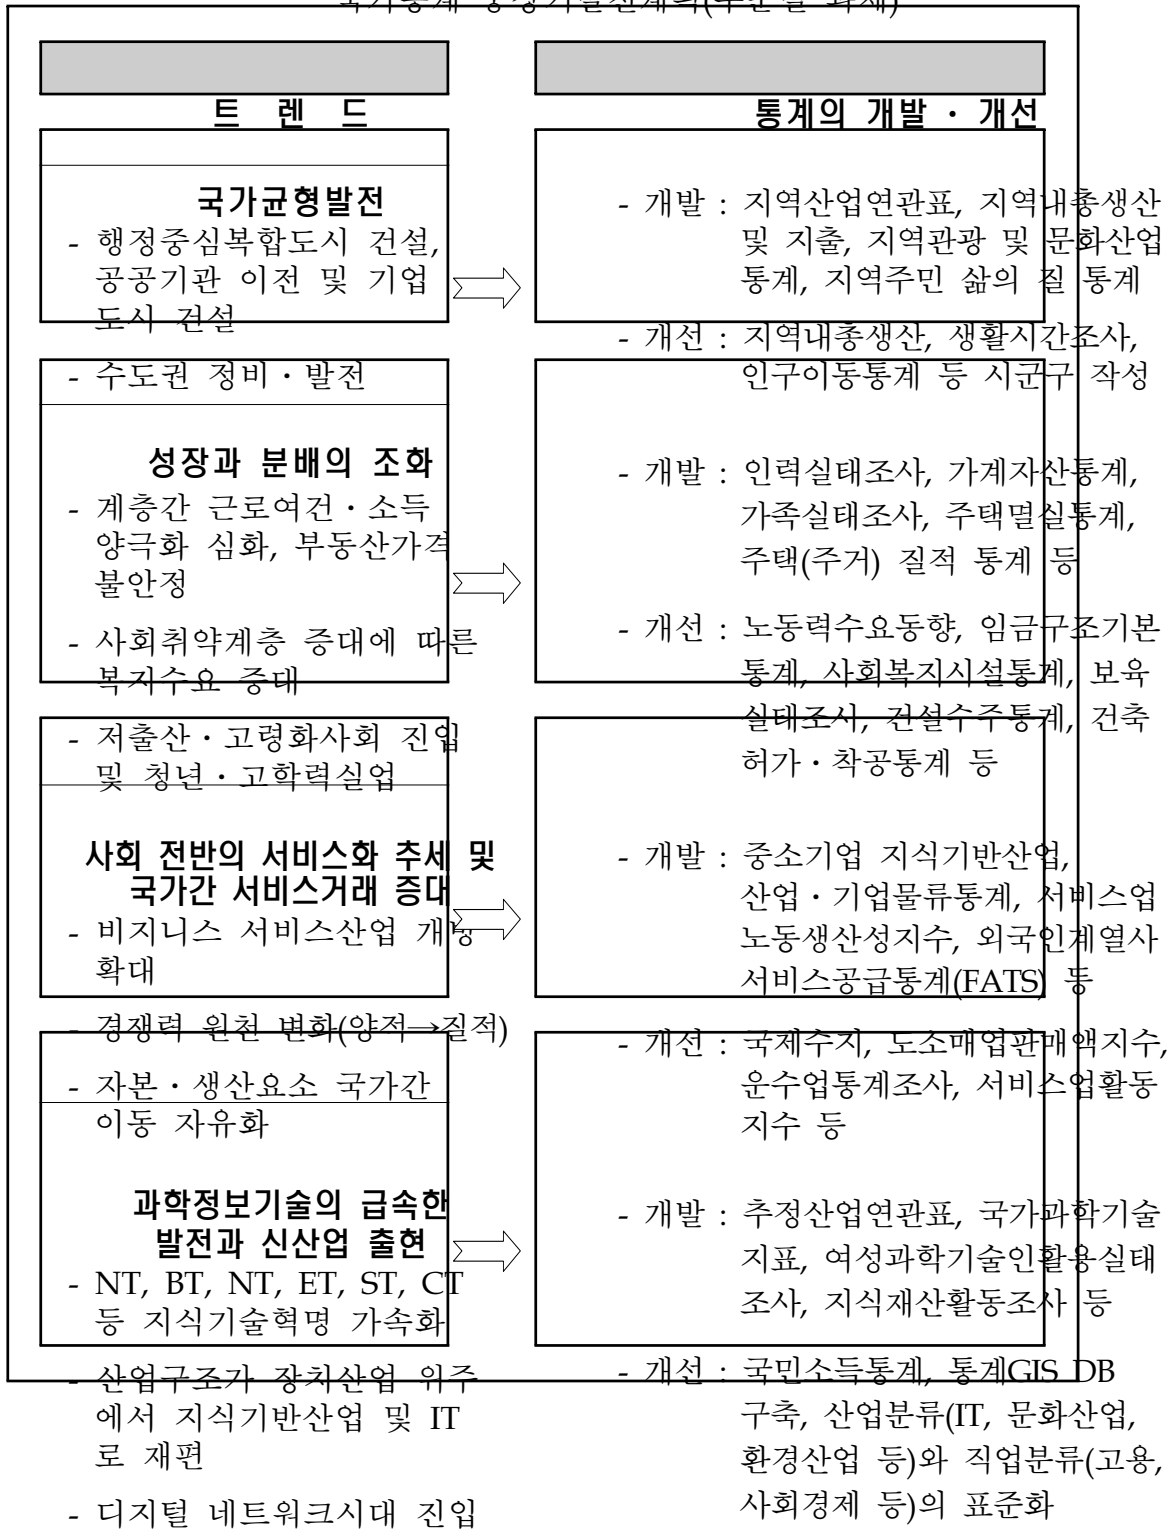 국가통계 중장기발전계획(부문별 과제)
트 렌 드
통계의 개발・개선
국가균형발전
- 행정중심복합도시 건설,
공공기관 이전 및 기업
도시 건설
- 수도권 정비・발전
- 개발 : 지역산업연관표, 지역내총생산
및 지출, 지역관광 및 문화산업
통계, 지역주민 삶의 질 통계
- 개선 : 지역내총생산, 생활시간조사,
인구이동통계 등 시군구 작성
성장과 분배의 조화
- 계층간 근로여건・소득
양극화 심화, 부동산가격
불안정
- 사회취약계층 증대에 따른
복지수요 증대
- 저출산・고령화사회 진입
및 청년・고학력실업
- 개발 : 인력실태조사, 가계자산통계,
가족실태조사, 주택멸실통계,
주택(주거) 질적 통계 등
- 개선 : 노동력수요동향, 임금구조기본
통계, 사회복지시설통계, 보육
실태조사, 건설수주통계, 건축
허가・착공통계 등
사회 전반의 서비스화 추세 및
국가간 서비스거래 증대
- 비지니스 서비스산업 개방
확대
- 경쟁력 원천 변화(양적→질적)
- 자본・생산요소 국가간
이동 자유화
- 개발 : 중소기업 지식기반산업,
산업・기업물류통계, 서비스업
노동생산성지수, 외국인계열사
서비스공급통계(FATS) 등
- 개선 : 국제수지, 도소매업판매액지수,
운수업통계조사, 서비스업활동
지수 등
과학정보기술의 급속한
발전과 신산업 출현
- NT, BT, NT, ET, ST, CT
등 지식기술혁명 가속화
- 산업구조가 장치산업 위주
에서 지식기반산업 및 IT
로 재편
- 디지털 네트워크시대 진입
- 개발 : 추정산업연관표, 국가과학기술
지표, 여성과학기술인활용실태
조사, 지식재산활동조사 등
- 개선 : 국민소득통계, 통계GIS DB
구축, 산업분류(IT, 문화산업,
환경산업 등)와 직업분류(고용,
사회경제 등)의 표준화